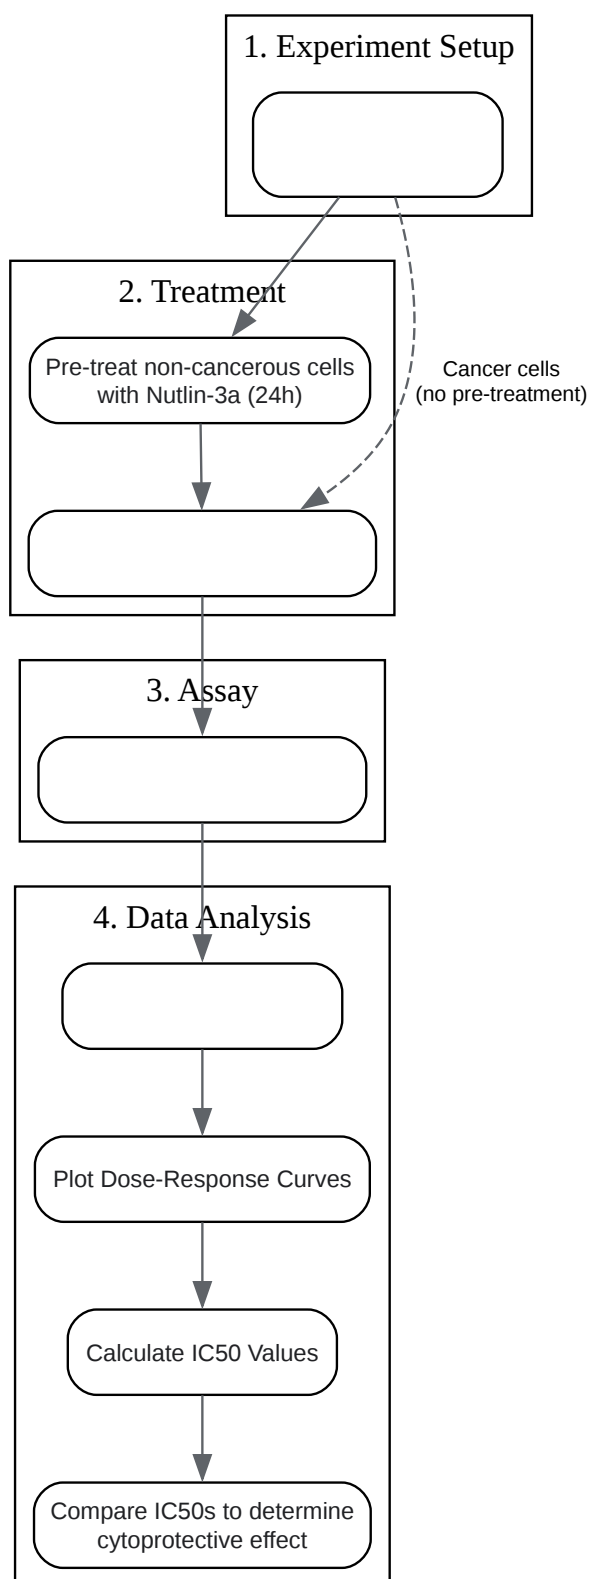 1. Experiment Setup
2. Treatment
Pre-treat non-cancerous cells
with Nutlin-3a (24h)
Cancer cells
(no pre-treatment)
3. Assay
4. Data Analysis
Plot Dose-Response Curves
Calculate IC50 Values
Compare IC50s to determine
cytoprotective effect